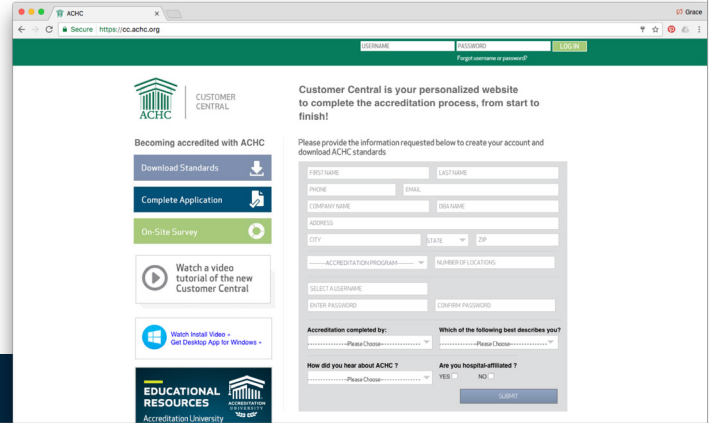 ACHC
Grace
Secure
https://cc.achc.org
USERNAME
PASSWORD
LOG IN
Forgot username or password?
ACHC
CUSTOMER
CENTRAL
Customer Central is your personalized website
to complete the accreditation process, from start to
finish!
Becoming accredited with ACHC
Download Standards
Complete Application
On-Site Survey
Watch a video
tutorial of the new
Customer Central
Watch Install Video »
Get Desktop App for Windows »
EDUCATIONAL
RESOURCES
Accreditation University
ACCREDITATION
UNIVERSITY
Please provide the information requested below to create your account and
download ACHC standards
FIRST NAME
LAST NAME
PHONE
EMAIL
COMPANY NAME
DBA NAME
ADDRESS
CITY
STATE
ZIP
--------ACCREDITATION PROGRAM--------
NUMBER OF LOCATIONS
SELECT A USERNAME
ENTER PASSWORD
CONFIRM PASSWORD
Accreditation completed by:
Which of the following best describes you?
----------------Please Choose----------------
----------------Please Choose----------------
How did you hear about ACHC ?
Are you hospital-affiliated ?
----------------Please Choose----------------
YES
NO
SUBMIT